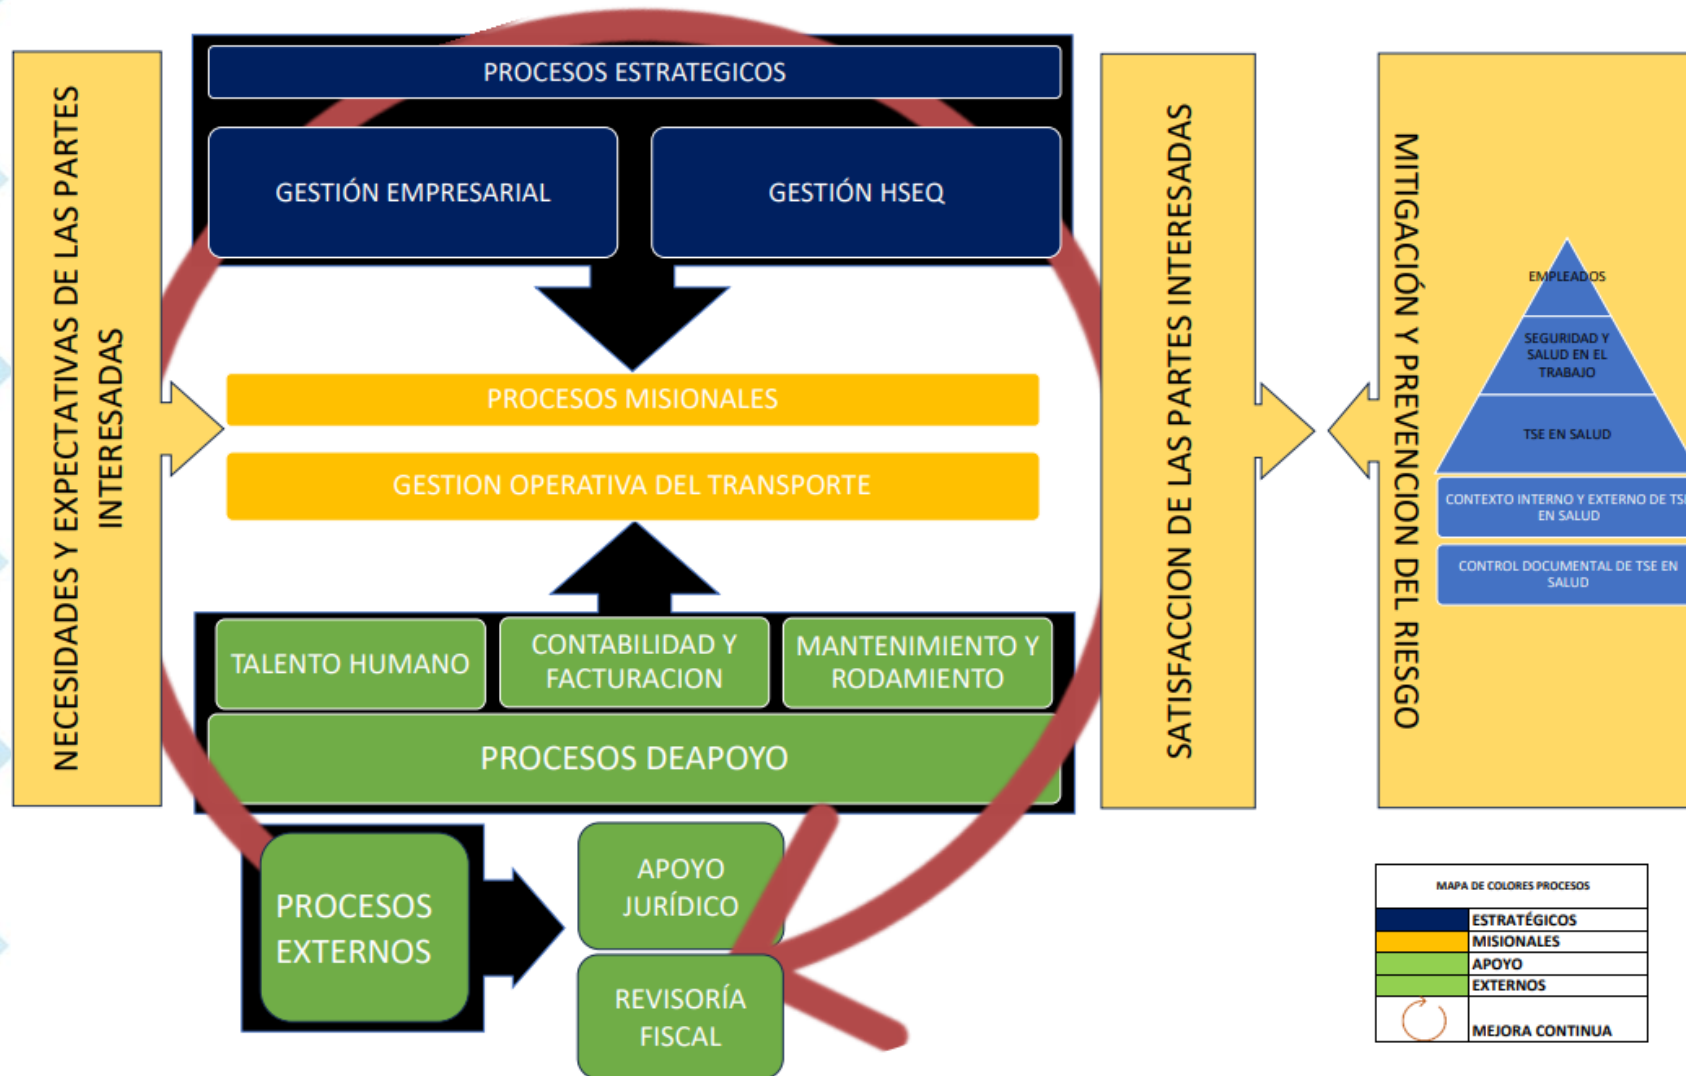 NECESIDADES Y EXPECTATIVAS DE LAS PARTES
INTERESADAS
PROCESOS ESTRATEGICOS
GESTIÓN EMPRESARIAL
GESTIÓN HSEQ
PROCESOS MISIONALES
GESTION OPERATIVA DEL TRANSPORTE
TALENTO HUMANO
CONTABILIDAD Y
FACTURACION
MANTENIMIENTO Y
RODAMIENTO
PROCESOS DEAPOYO
PROCESOS
EXTERNOS
APOYO
JURÍDICO
REVISORÍA
FISCAL
SATISFACCION DE LAS PARTES INTERESADAS
MITIGACIÓN Y PREVENCION DEL RIESGO
EMPLEADOS
SEGURIDAD Y
SALUD EN EL
TRABAJO
TSE EN SALUD
CONTEXTO INTERNO Y EXTERNO DE TSE
EN SALUD
CONTROL DOCUMENTAL DE TSE EN
SALUD
MAPA DE COLORES PROCESOS
ESTRATÉGICOS
MISIONALES
APOYO
EXTERNOS
MEJORA CONTINUA